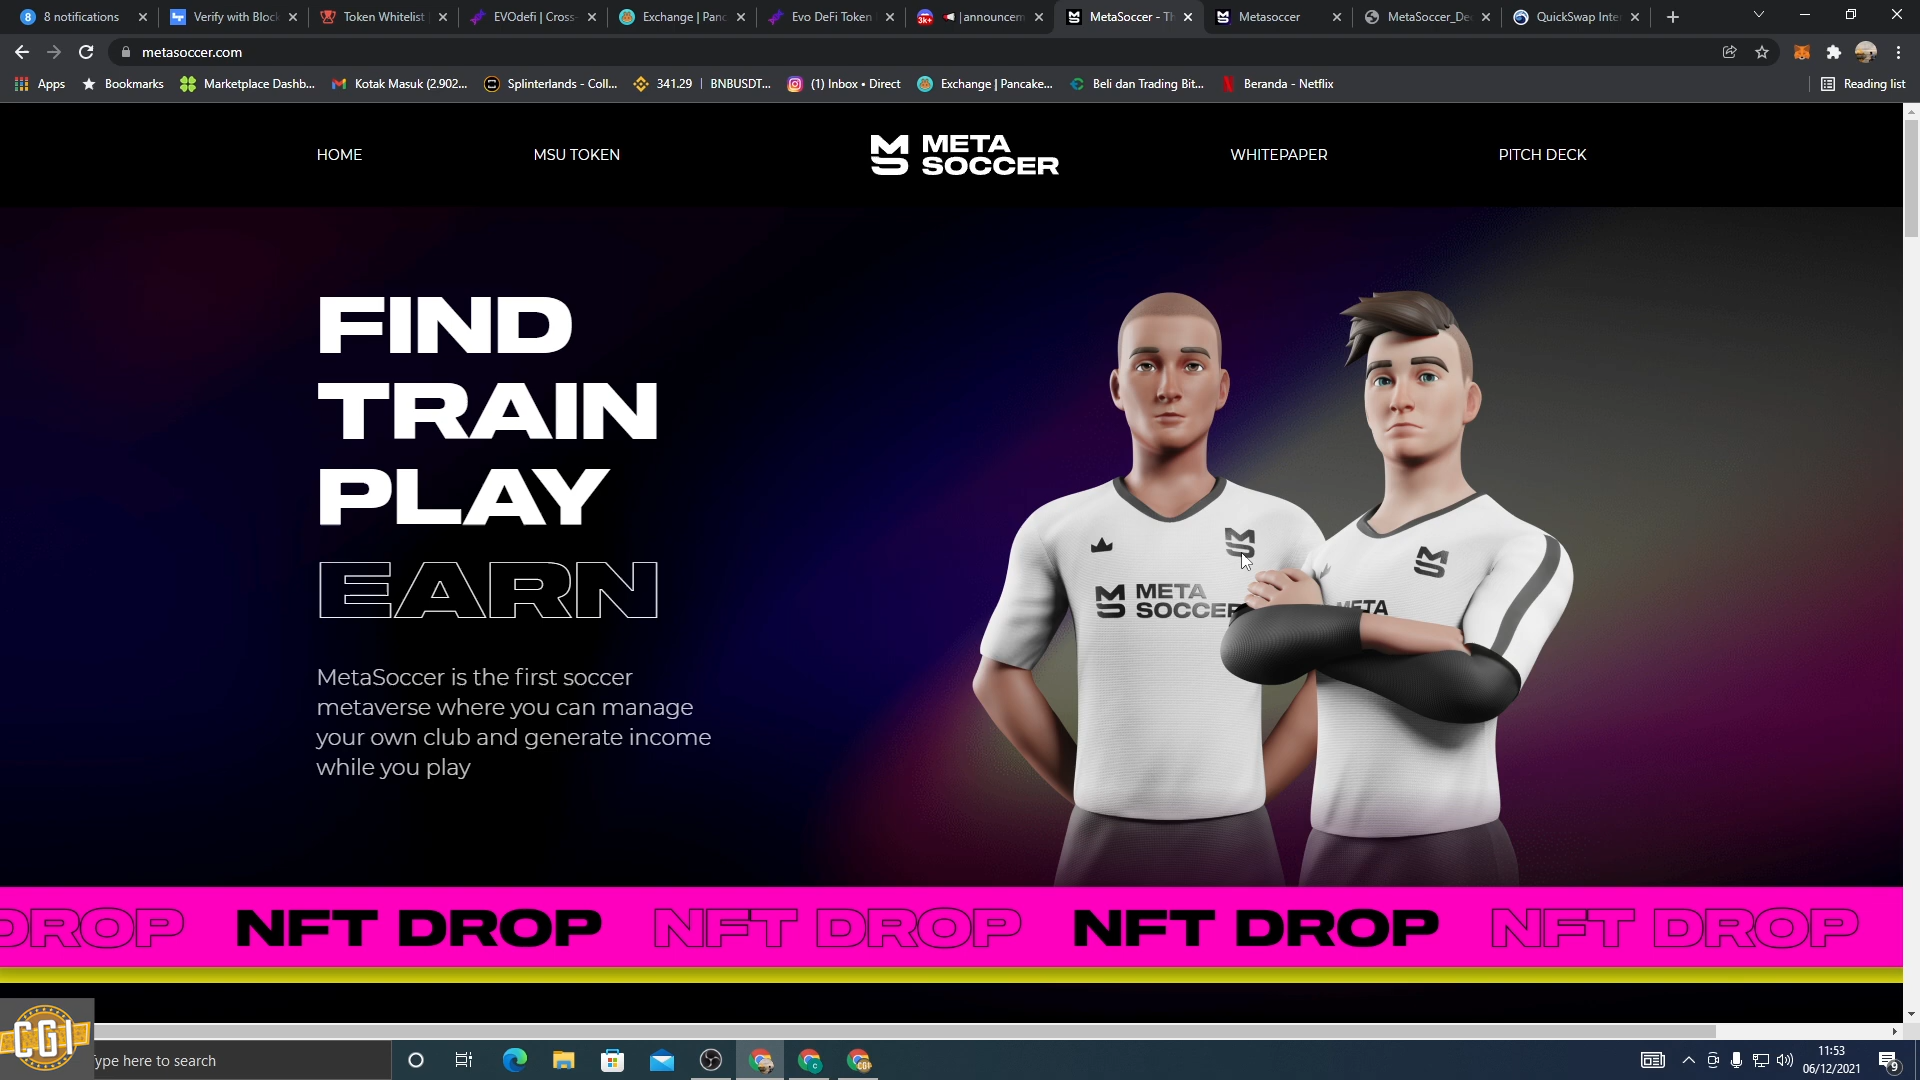 8 notifications
Verify with Block
Token Whitelist
EVOdefi | Cross-
Exchange | Panc
Evo DeFi Token
3k+ | announcem
MetaSoccer - Th
Metasoccer
MetaSoccer_De
QuickSwap Inte
metasoccer.com
Apps
Bookmarks
Marketplace Dashb...
Kotak Masuk (2.902...
Splinterlands - Coll...
341.29 | BNBUSDT...
(1) Inbox • Direct
Exchange | Pancake...
Beli dan Trading Bit...
Beranda - Netflix
Reading list
HOME
MSU TOKEN
META
SOCCER
WHITEPAPER
PITCH DECK
FIND
TRAIN
PLAY
EARN
MetaSoccer is the first soccer
metaverse where you can manage
your own club and generate income
while you play
META
SOCCER
META
DROP NFT DROP NFT DROP NFT DROP NFT DROP
CGI
ype here to search
11:53
06/12/2021
9